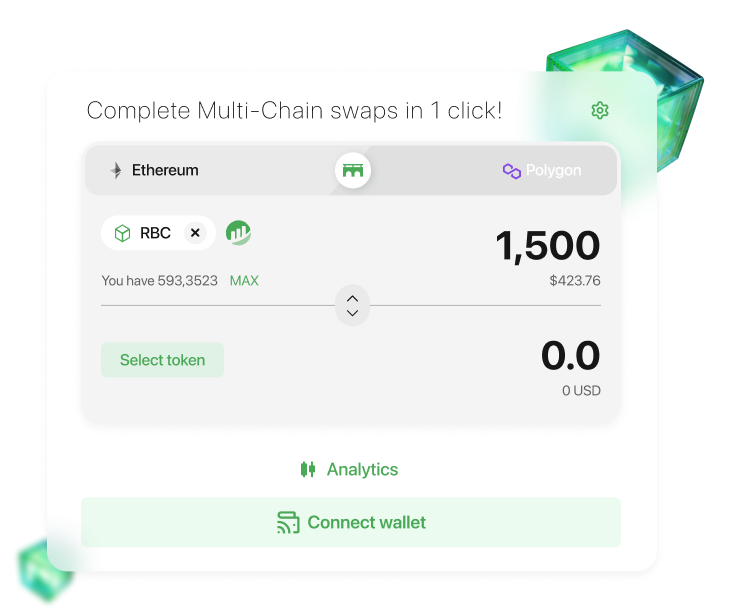 Complete Multi-Chain swaps in 1 click!
Ethereum
Polygon
RBC
1,500
You have 593,3523 MAX
$423.76
Select token
0.0
0 USD
Analytics
Connect wallet